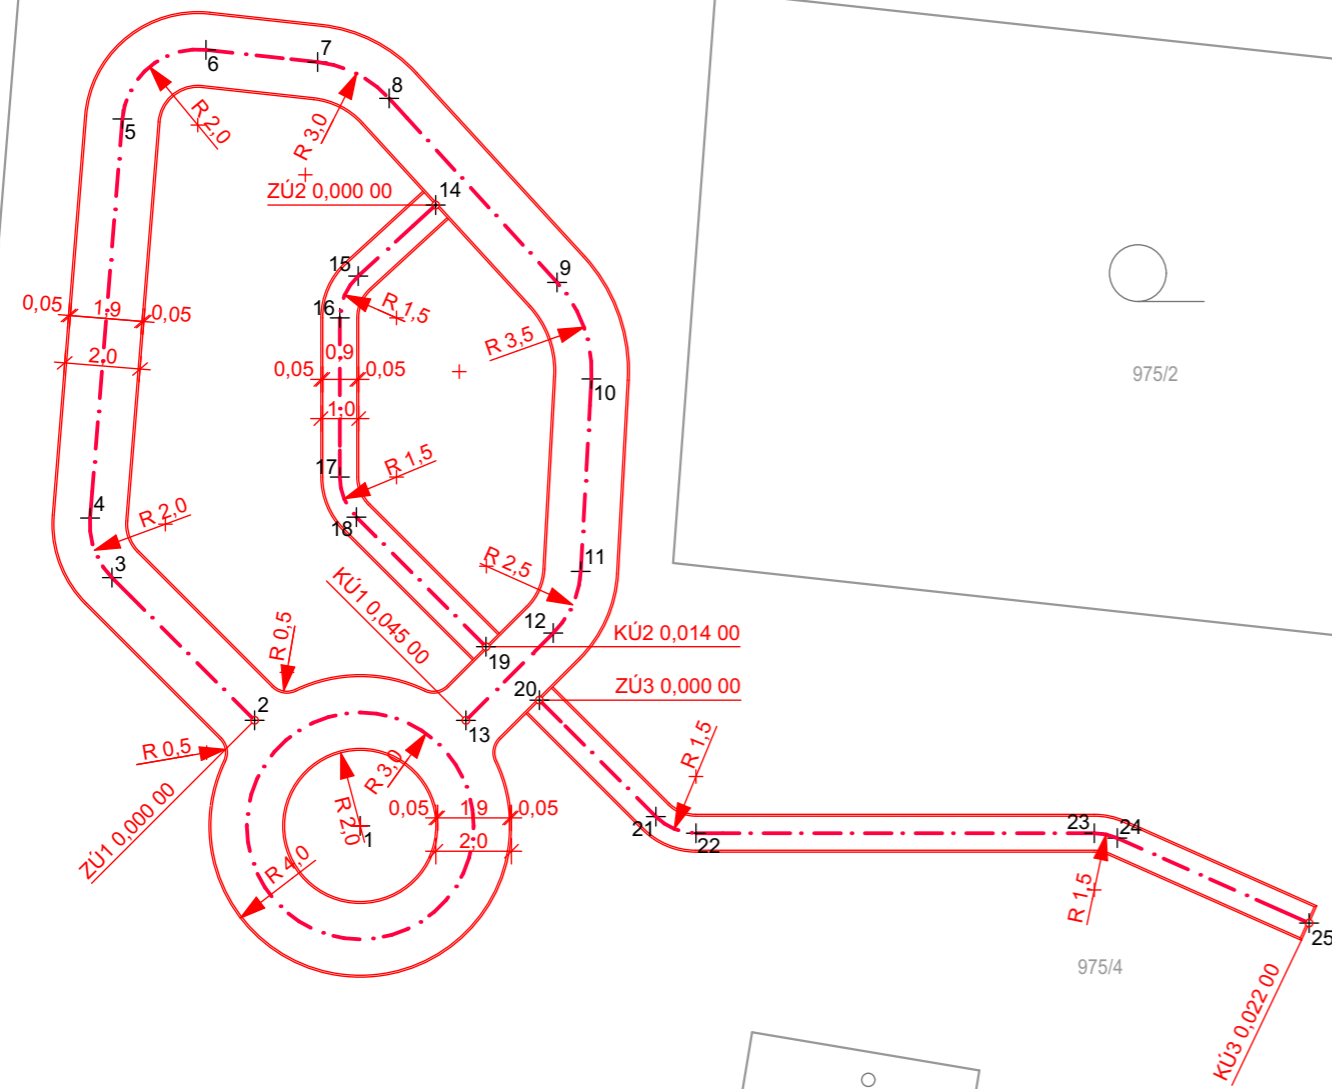 6
7
8
5
R 2,0
R 3,0
ZÚ2 0,000 00
14
15
16
R 1,5
9
R 3,5
10
0,05
1,9
0,05
2,0
0,9
0,05
0,05
1,0
975/2
17
R 1,5
18
4
R 2,0
3
R 2,5
11
12
KÚ1 0,045 00
R 0,5
19
KÚ2 0,014 00
20
ZÚ3 0,000 00
2
13
R 0,5
R 3,0
R 1,5
ZÚ1 0,000 00
0,05
1,9
0,05
R 2,0
1
2,0
R 4,0
21
22
23
24
R 1,5
25
975/4
KÚ3 0,022 00